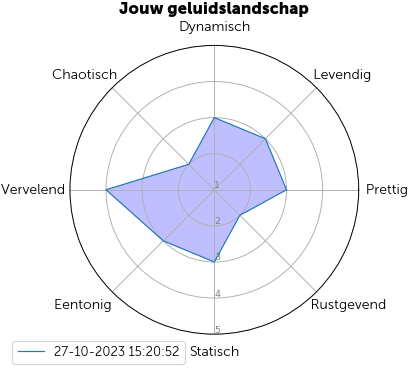 Jouw geluidslandschap
Dynamisch
Chaotisch
Levendig
Vervelend
1
Prettig
2
3
4
Eentonig
Rustgevend
5
27-10-2023 15:20:52
Statisch